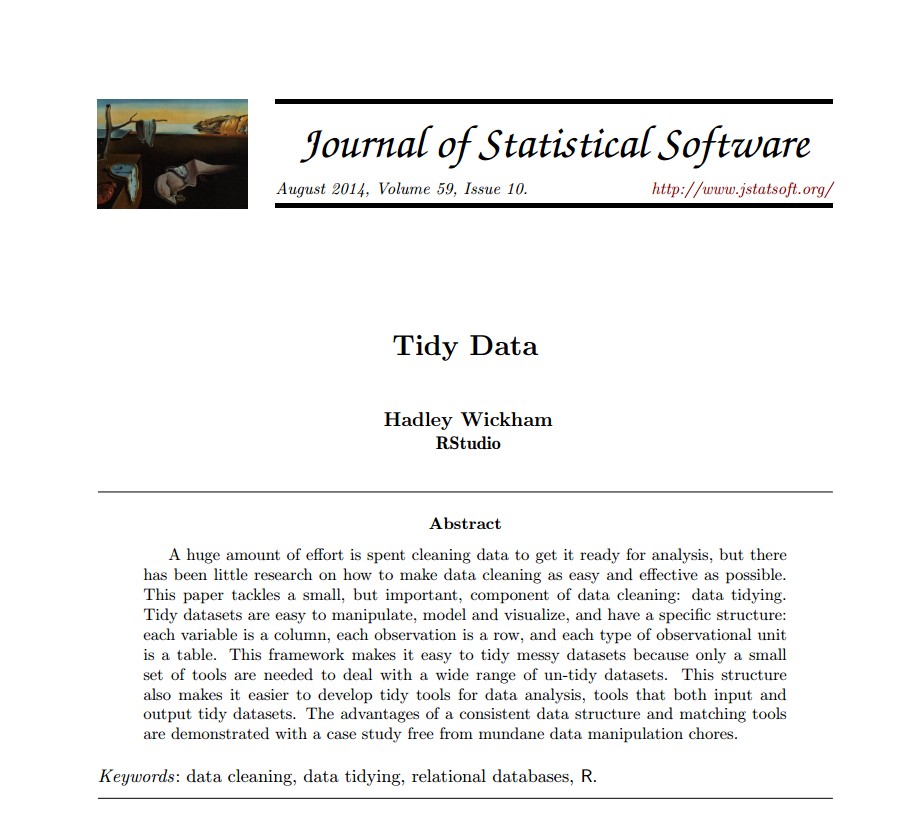 Journal of Statistical Software
August 2014, Volume 59, Issue 10. http://www.jstatsoft.org/
Tidy Data
Hadley Wickham
RStudio
Abstract
A huge amount of effort is spent cleaning data to get it ready for analysis, but there
has been little research on how to make data cleaning as easy and effective as possible.
This paper tackles a small, but important, component of data cleaning: data tidying.
Tidy datasets are easy to manipulate, model and visualize, and have a specific structure:
each variable is a column, each observation is a row, and each type of observational unit
is a table. This framework makes it easy to tidy messy datasets because only a small
set of tools are needed to deal with a wide range of un-tidy datasets. This structure
also makes it easier to develop tidy tools for data analysis, tools that both input and
output tidy datasets. The advantages of a consistent data structure and matching tools
are demonstrated with a case study free from mundane data manipulation chores.
Keywords: data cleaning, data tidying, relational databases, R.